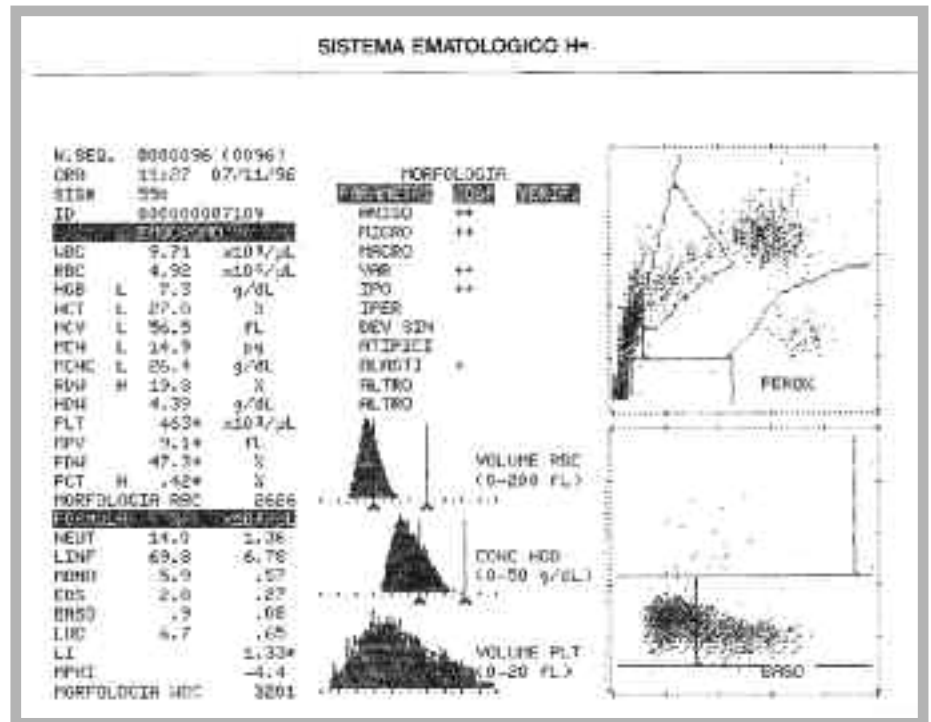 SISTEMA EMATOLOGICO H*
N.SEQ. 0000096 (0096)
ORA 11:27 07/11/96
SIS#
ID 000000007109
WBC 9.71 x10³/µL
RBC 4.92 x10⁶/µL
HGB L 7.3 g/dL
HCT L 27.8 %
MCV L 56.5 fL
MCH L 14.9 pg
MCHC L 26.4 g/dL
RDW H 19.8 %
HDW 4.39 g/dL
PLT 463* x10³/µL
MPV 9.1* fL
PDW 47.3* %
PCT H .42* %
MORFOLOGIA RBC 2666
NEUT 14.0 1.36
LINF 69.8 6.78
MONO 5.9 .57
EOS 2.8 .27
BASO .9 .08
LUC 6.7 .65
LI 1.33*
MPXI -4.4
MORFOLOGIA WBC 3201
MORFOLOGIA
ANISO ++
MICRO ++
MACRO
VAR ++
IPO ++
IPER
DEV SIN
ATIPICI
BLASTI +
ALTRO
ALTRO
VOLUME RBC
(0-200 fL)
CONC HGB
(0-50 g/dL)
VOLUME PLT
(0-20 fL)
PEROX
BASO